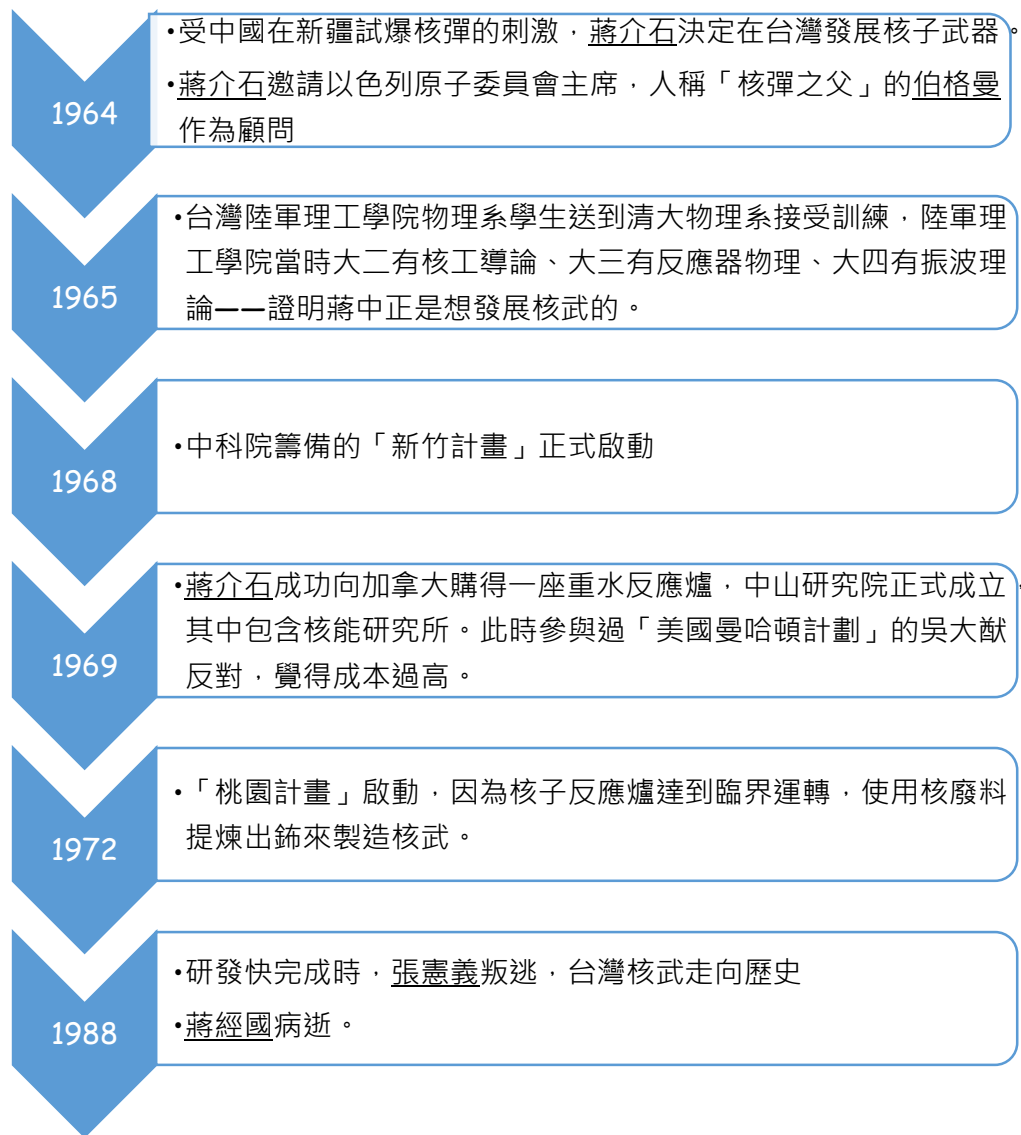 1964
•受中國在新疆試爆核彈的刺激，蔣介石決定在台灣發展核子武器。
•蔣介石邀請以色列原子委員會主席，人稱「核彈之父」的伯格曼
作為顧問
1965
•台灣陸軍理工學院物理系學生送到清大物理系接受訓練，陸軍理
工學院當時大二有核工導論、大三有反應器物理、大四有振波理
論——證明蔣中正是想發展核武的。
1968
•中科院籌備的「新竹計畫」正式啟動
1969
•蔣介石成功向加拿大購得一座重水反應爐，中山研究院正式成立，
其中包含核能研究所。此時參與過「美國曼哈頓計劃」的吳大猷
反對，覺得成本過高。
1972
•「桃園計畫」啟動，因為核子反應爐達到臨界運轉，使用核廢料
提煉出鈽來製造核武。
1988
•研發快完成時，張憲義叛逃，台灣核武走向歷史
•蔣經國病逝。